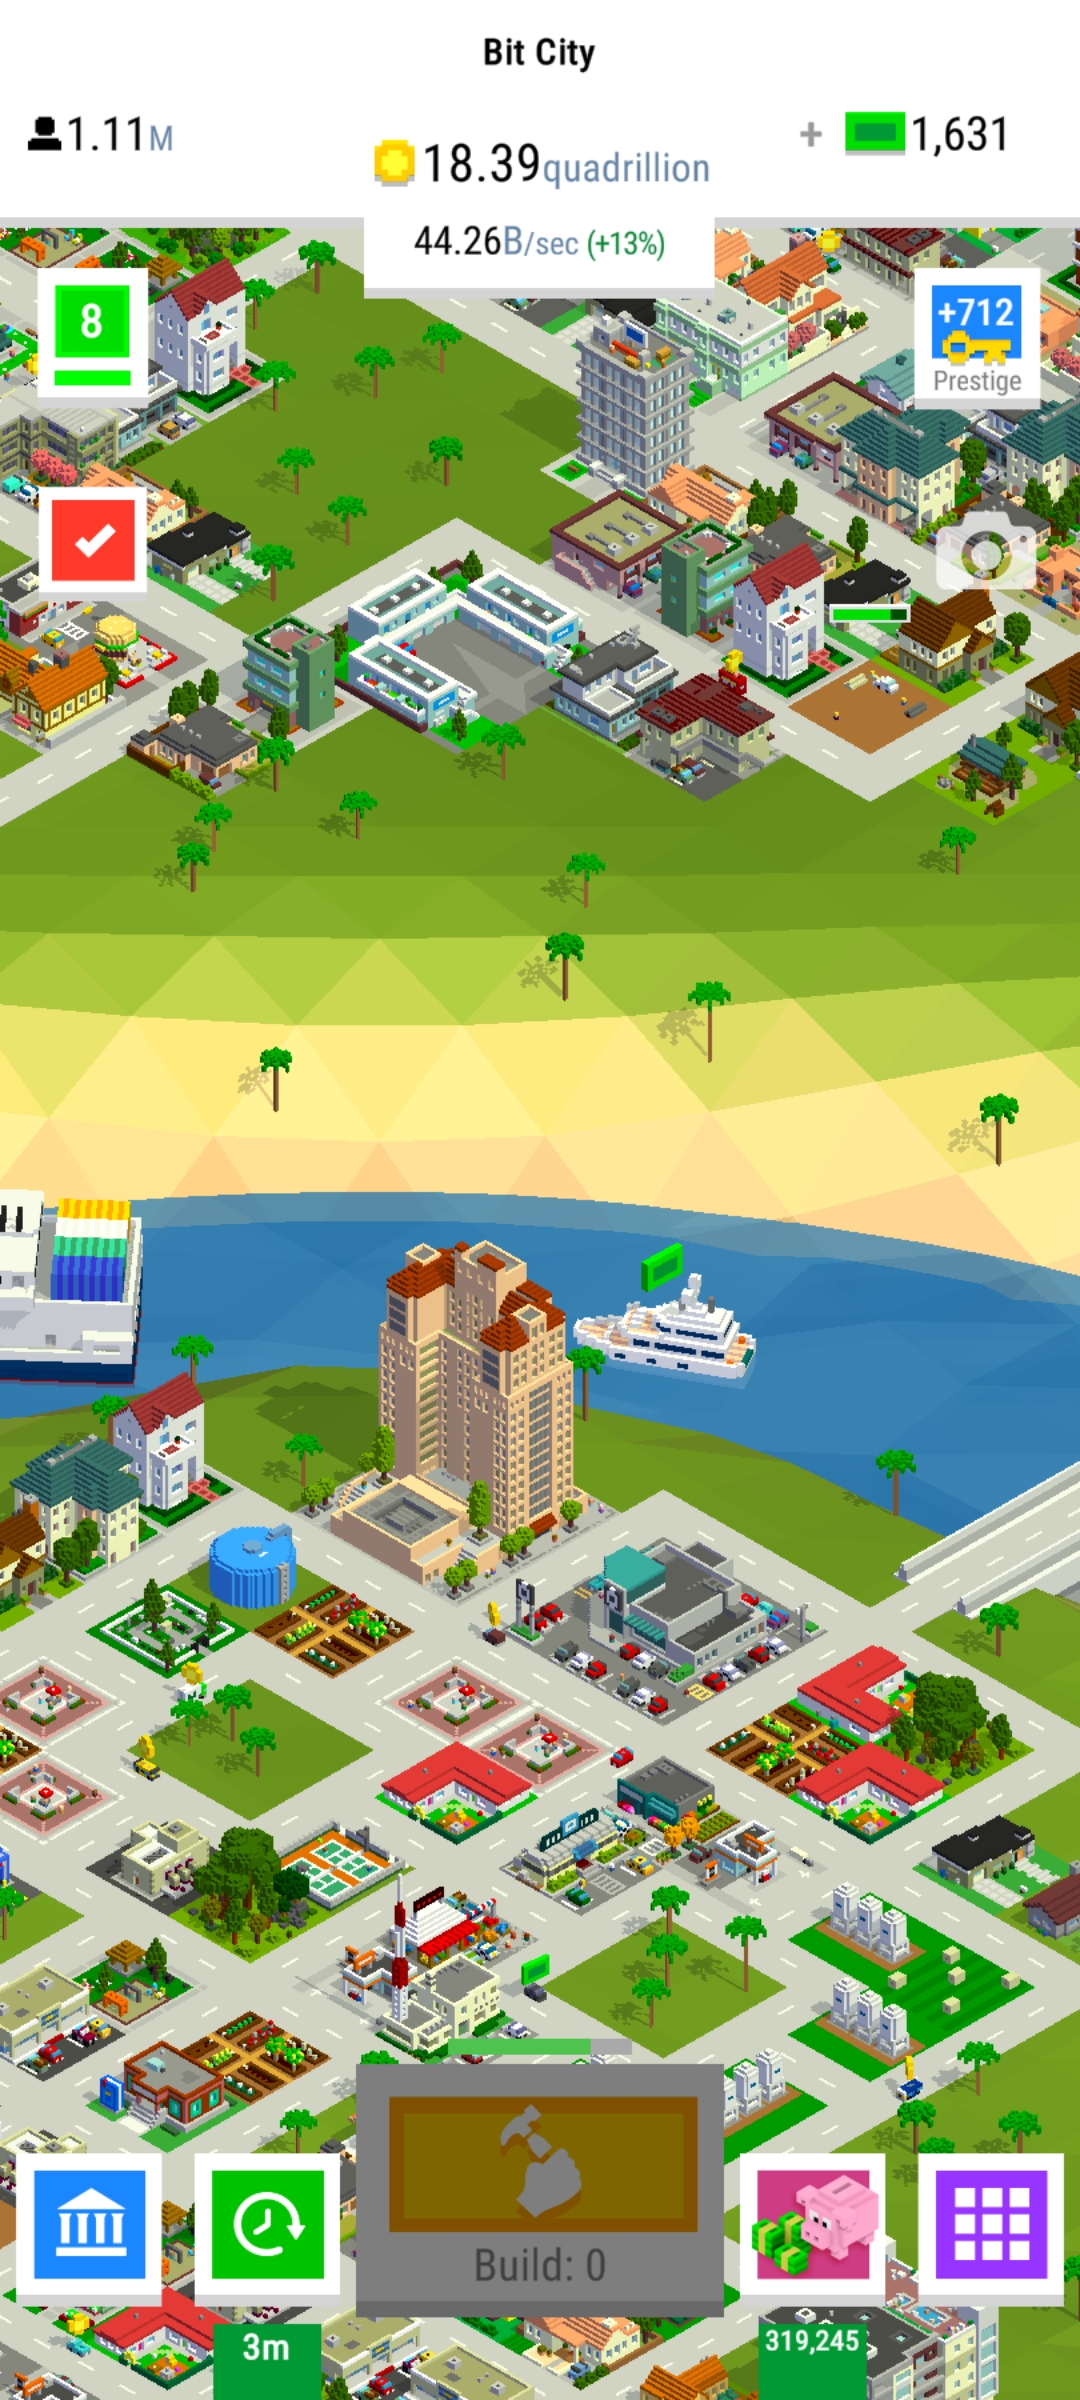 Bit City
1.11M
18.39quadrillion
+ 1,631
44.26B/sec (+13%)
8
+712
Prestige
Build: 0
3m
319,245